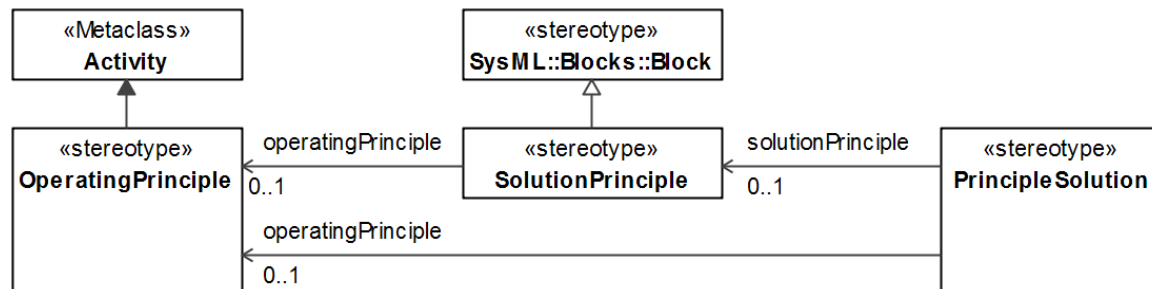 «Metaclass»
Activity
«stereotype»
SysML::Blocks::Block
«stereotype»
OperatingPrinciple
operatingPrinciple
0..1
«stereotype»
SolutionPrinciple
solutionPrinciple
0..1
«stereotype»
PrincipleSolution
operatingPrinciple
0..1